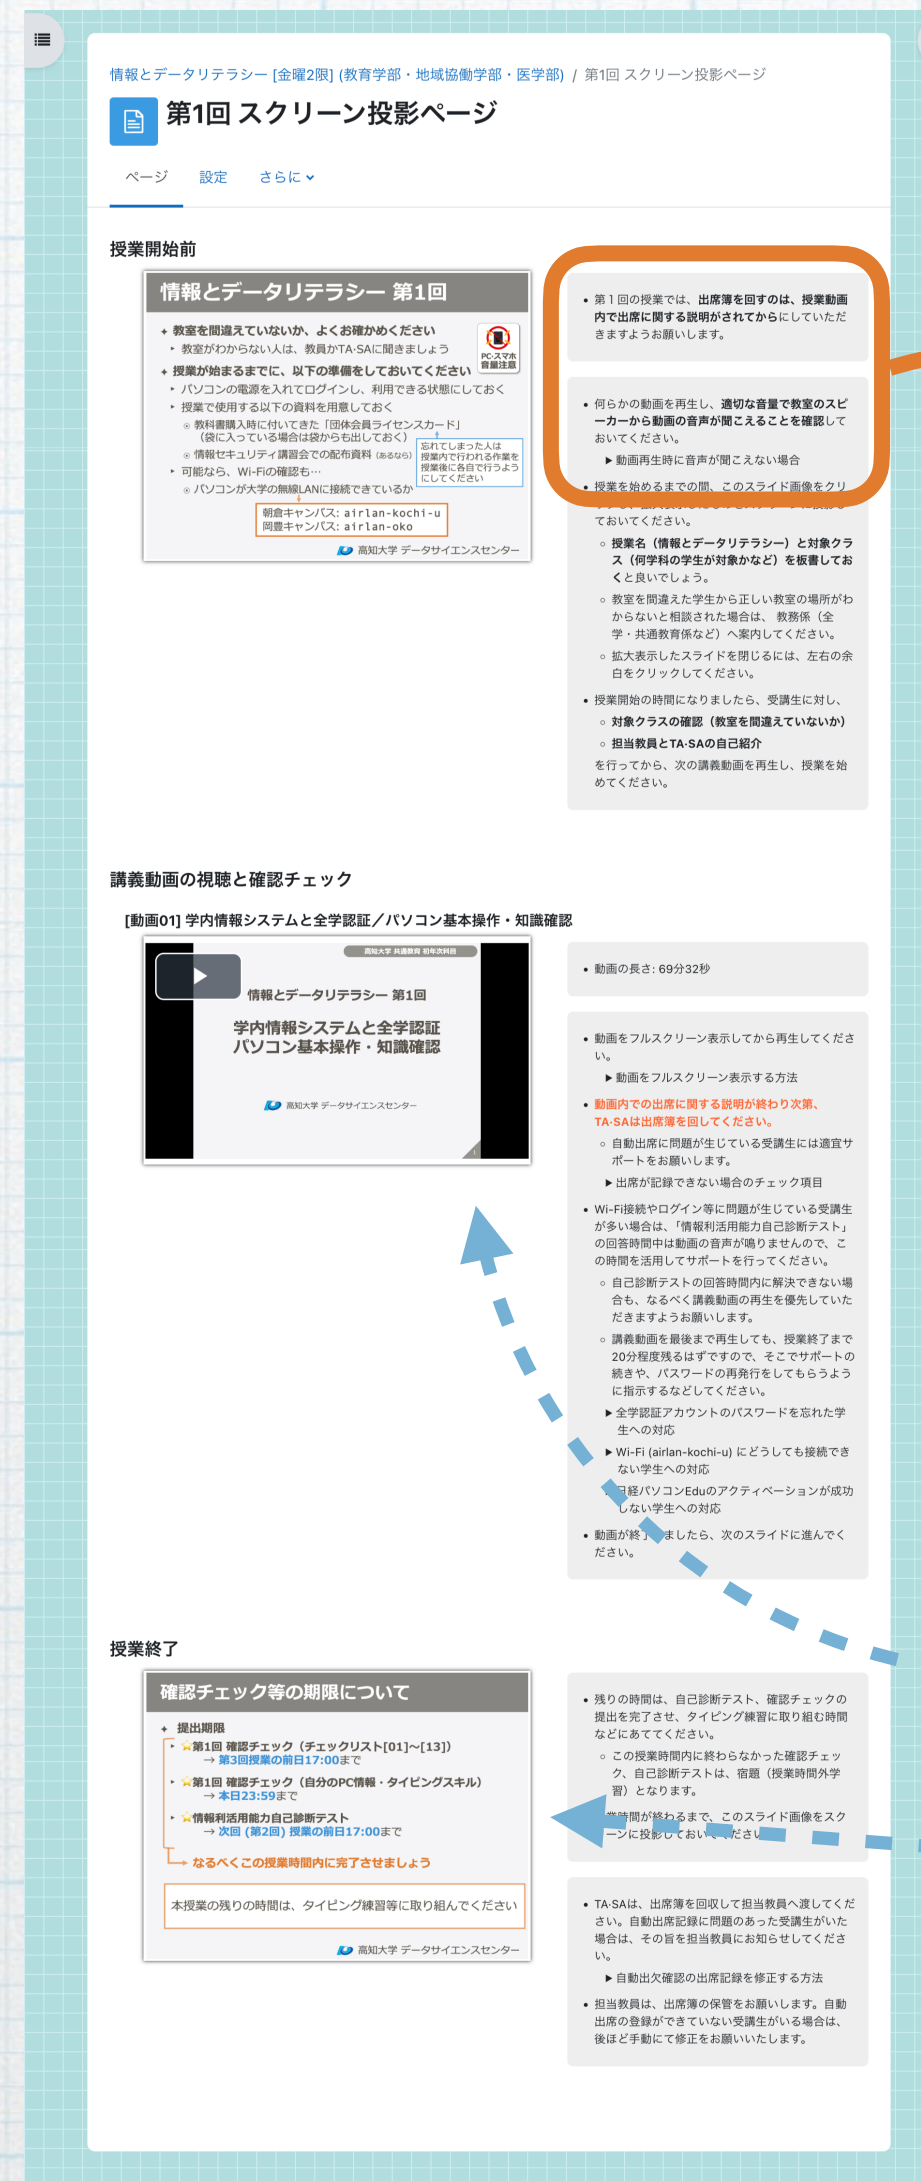 情報とデータリテラシー [金曜2限] (教育学部・地域協働学部・医学部) / 第1回 スクリーン投影ページ
第1回 スクリーン投影ページ
ページ 設定 さらに
授業開始前
情報とデータリテラシー 第1回
教室を間違えていないか、よくお確かめください
教室がわからない人は、教員かTA・SAに聞きましょう
PC・スマホ
音量注意
授業が始まるまでに、以下の準備をしておいてください
パソコンの電源を入れてログインし、利用できる状態にしておく
授業で使用する以下の資料を用意しておく
教科書購入時に付いてきた「団体会員ライセンスカード」
（袋に入っている場合は袋からも出しておく）
情報セキュリティ講習会での配布資料 (あるなら)
忘れてしまった人は
授業内で行われる作業を
授業後に各自で行うよう
にしてください
可能なら、Wi-Fiの確認も…
パソコンが大学の無線LANに接続できているか
朝倉キャンパス: airlan-kochi-u
岡豊キャンパス: airlan-oko
高知大学 データサイエンスセンター
• 第１回の授業では、出席簿を回すのは、授業動画
内で出席に関する説明がされてからにしていただ
きますようお願いします。
• 何らかの動画を再生し、適切な音量で教室のスピ
ーカーから動画の音声が聞こえることを確認して
おいてください。
▶ 動画再生時に音声が聞こえない場合
• 授業を始めるまでの間、このスライド画像をクリ
ておいてください。
○ 授業名（情報とデータリテラシー）と対象クラ
ス（何学科の学生が対象かなど）を板書してお
くと良いでしょう。
○ 教室を間違えた学生から正しい教室の場所がわ
からないと相談された場合は、 教務係（全
学・共通教育係など）へ案内してください。
○ 拡大表示したスライドを閉じるには、左右の余
白をクリックしてください。
• 授業開始の時間になりましたら、受講生に対し、
○ 対象クラスの確認（教室を間違えていないか）
○ 担当教員とTA・SAの自己紹介
を行ってから、次の講義動画を再生し、授業を始
めてください。
講義動画の視聴と確認チェック
[動画01] 学内情報システムと全学認証／パソコン基本操作・知識確認
高知大学 共通教育 初年次科目
情報とデータリテラシー 第1回
学内情報システムと全学認証
パソコン基本操作・知識確認
高知大学 データサイエンスセンター
1
• 動画の長さ: 69分32秒
• 動画をフルスクリーン表示してから再生してくださ
い。
▶ 動画をフルスクリーン表示する方法
• 動画内での出席に関する説明が終わり次第、
TA・SAは出席簿を回してください。
○ 自動出席に問題が生じている受講生には適宜サ
ポートをお願いします。
▶ 出席が記録できない場合のチェック項目
• Wi-Fi接続やログイン等に問題が生じている受講生
が多い場合は、「情報利活用能力自己診断テスト」
の回答時間中は動画の音声が鳴りませんので、こ
の時間を活用してサポートを行ってください。
○ 自己診断テストの回答時間内に解決できない場
合も、なるべく講義動画の再生を優先していた
だきますようお願いします。
○ 講義動画を最後まで再生しても、授業終了まで
20分程度残るはずですので、そこでサポートの
続きや、パスワードの再発行をしてもらうよう
に指示するなどしてください。
▶ 全学認証アカウントのパスワードを忘れた学
生への対応
▶ Wi-Fi (airlan-kochi-u) にどうしても接続でき
ない学生への対応
日経パソコンEduのアクティベーションが成功
しない学生への対応
• 動画が終了しましたら、次のスライドに進んでく
ださい。
授業終了
確認チェック等の期限について
提出期限
第1回 確認チェック（チェックリスト[01]～[13]）
→ 第3回授業の前日17:00まで
第1回 確認チェック（自分のPC情報・タイピングスキル）
→ 本日23:59まで
情報利活用能力自己診断テスト
→ 次回 (第2回) 授業の前日17:00まで
なるべくこの授業時間内に完了させましょう
本授業の残りの時間は、タイピング練習等に取り組んでください
高知大学 データサイエンスセンター
• 残りの時間は、自己診断テスト、確認チェックの
提出を完了させ、タイピング練習に取り組む時間
などにあててください。
○ この授業時間内に終わらなかった確認チェッ
ク、自己診断テストは、宿題（授業時間外学
習）となります。
業時間が終わるまで、このスライド画像をスク
ーンに投影しておいてください
• TA・SAは、出席簿を回収して担当教員へ渡してくだ
さい。自動出席記録に問題のあった受講生がいた
場合は、その旨を担当教員にお知らせしてくださ
い。
▶ 自動出欠確認の出席記録を修正する方法
• 担当教員は、出席簿の保管をお願いします。自動
出席の登録ができていない受講生がいる場合は、
後ほど手動にて修正をお願いいたします。